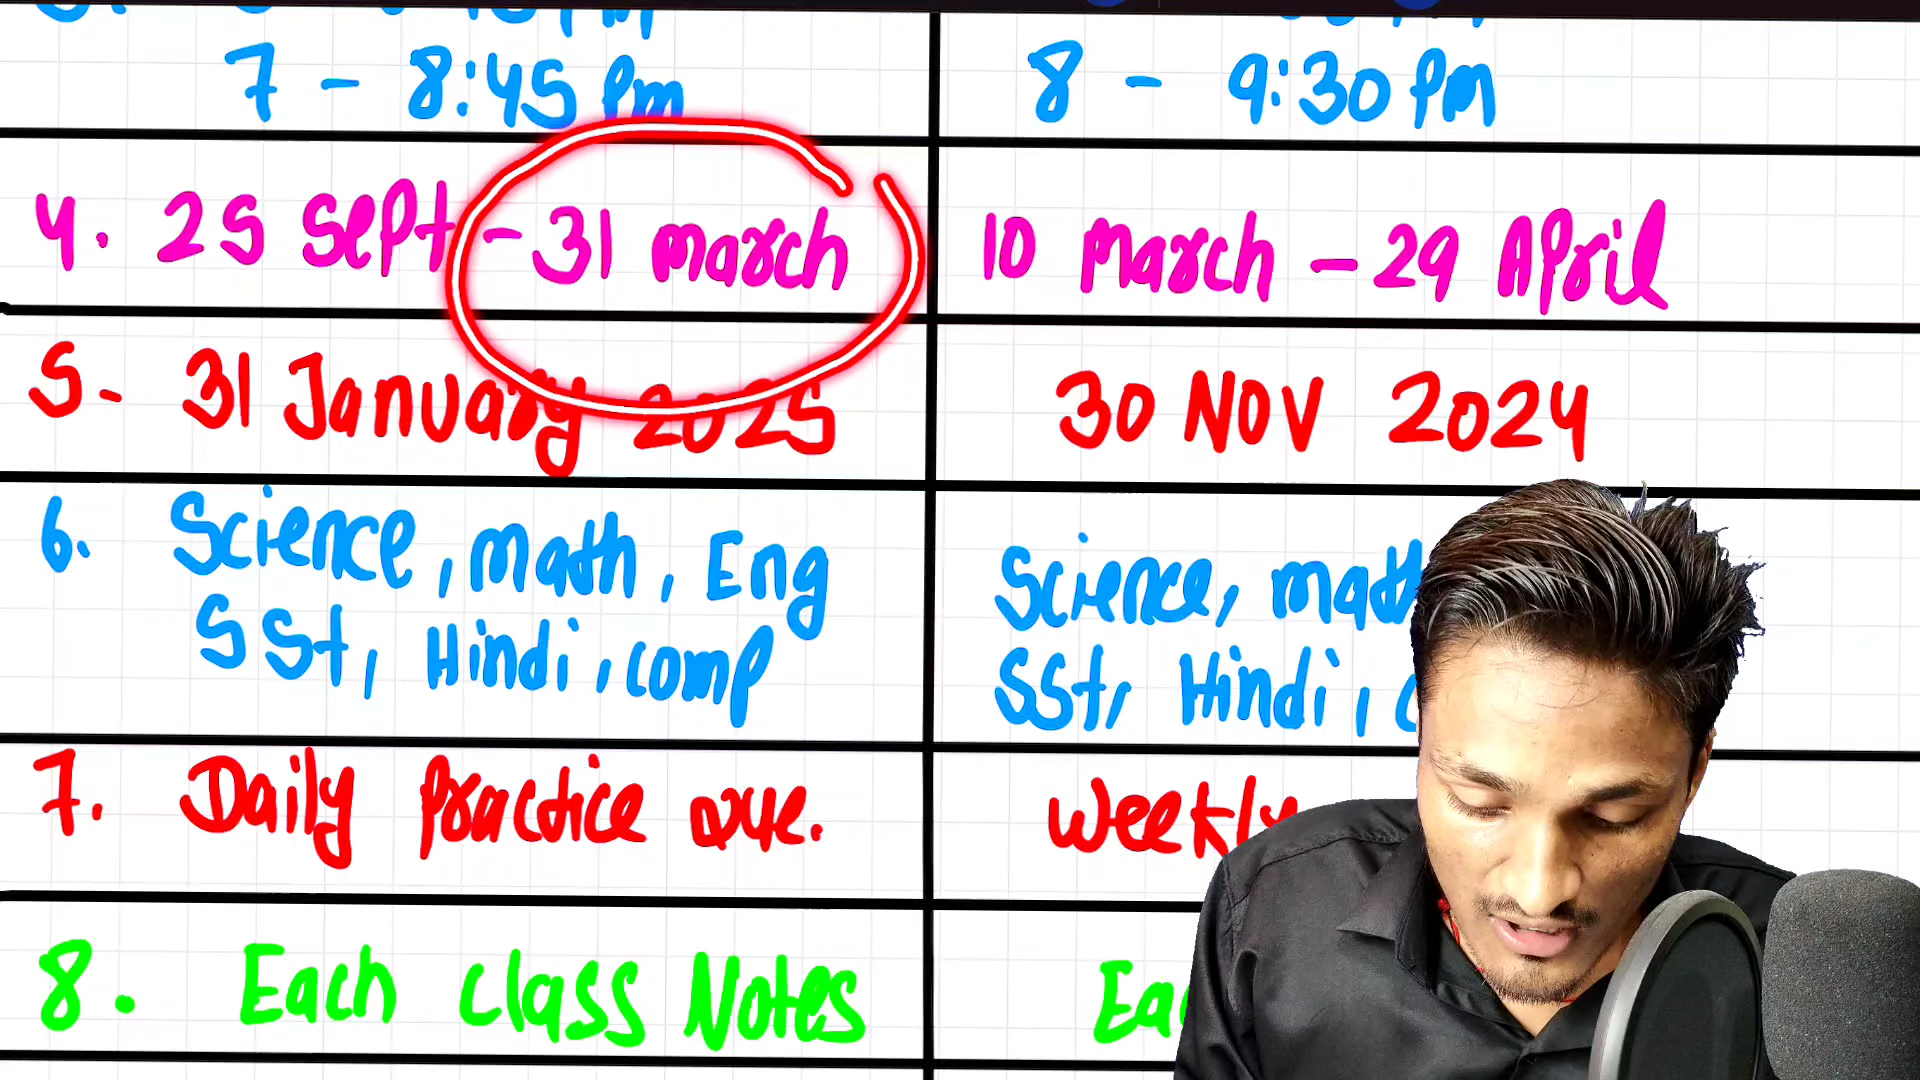 7 - 8:45 Pm
8 - 9:30 PM
4. 25 Sept - 31 march
10 March - 29 April
5- 31 January 2025
30 NOV 2024
6. Science, math, Eng
SSt, Hindi, comp
Science, math
SSt, Hindi,
7. Daily Practice Que.
Weekly
8. Each class Notes